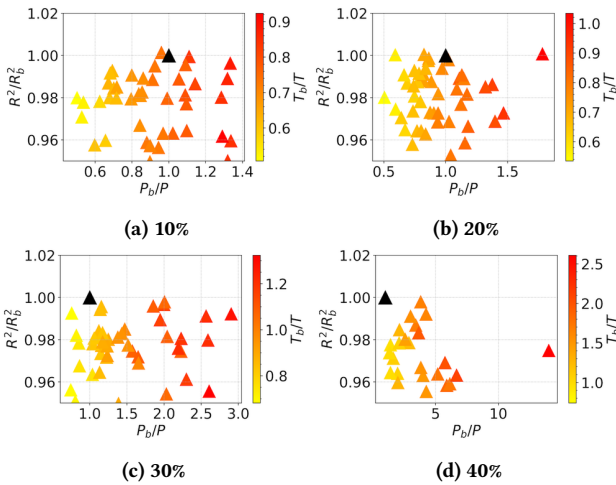 1.02
1.00
0.98
0.96
R²/R_b²
0.6 0.8 1.0 1.2 1.4
P_b/P
0.9
0.8
0.7
0.6
T_b/T
(a) 10%
1.02
1.00
0.98
0.96
R²/R_b²
0.5 1.0 1.5
P_b/P
1.0
0.9
0.8
0.7
0.6
T_b/T
(b) 20%
1.02
1.00
0.98
0.96
R²/R_b²
1.0 1.5 2.0 2.5 3.0
P_b/P
1.2
1.0
0.8
T_b/T
(c) 30%
1.02
1.00
0.98
0.96
R²/R_b²
5 10
P_b/P
2.5
2.0
1.5
1.0
T_b/T
(d) 40%